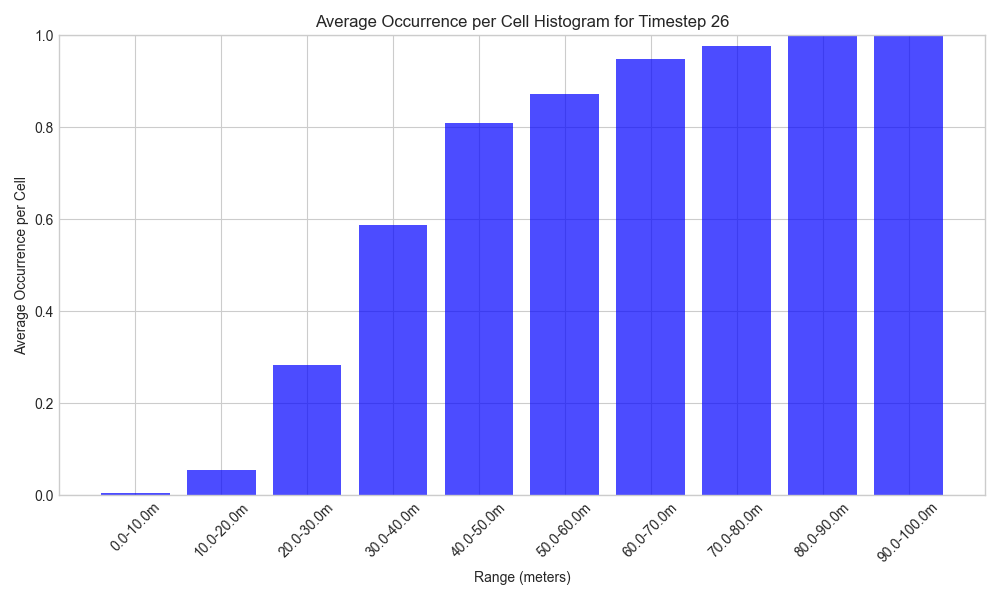 Average Occurrence per Cell Histogram for Timestep 26
Average Occurrence per Cell
1.0
0.8
0.6
0.4
0.2
0.0
0.0-10.0m
10.0-20.0m
20.0-30.0m
30.0-40.0m
40.0-50.0m
50.0-60.0m
60.0-70.0m
70.0-80.0m
80.0-90.0m
90.0-100.0m
Range (meters)